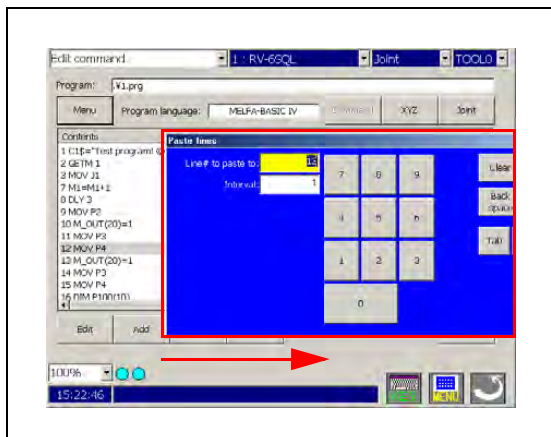 Edit command 1 : RV-6SQL Joint TOOL0
Program: .¥1.prg
Menu Program language: MELFA-BASIC IV XYZ Joint
Contents
1 C1$="Test program!
2 GETM 1
3 MOV J1
7 M1=M1+1
8 DLY 3
9 MOV P2
10 M_OUT(20)=1
11 MOV P3
12 MOV P4
13 M_OUT(20)=1
14 MOV P3
15 MOV P4
16 DIM P100(10)
Paste lines
Line# to paste to:
Interval: 1
7 8 9 Clear
4 5 6 Back space
1 2 3 Tab
0
Edit Add
100%
15:22:46 MENU